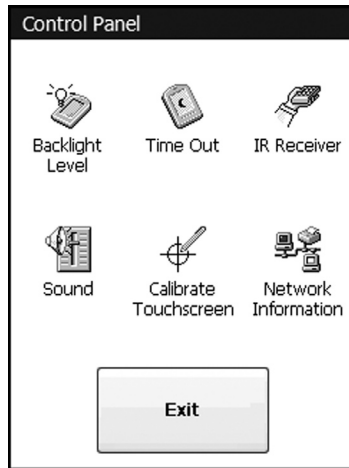 Control Panel
Backlight
Level
Time Out
IR Receiver
Sound
Calibrate
Touchscreen
Network
Information
Exit